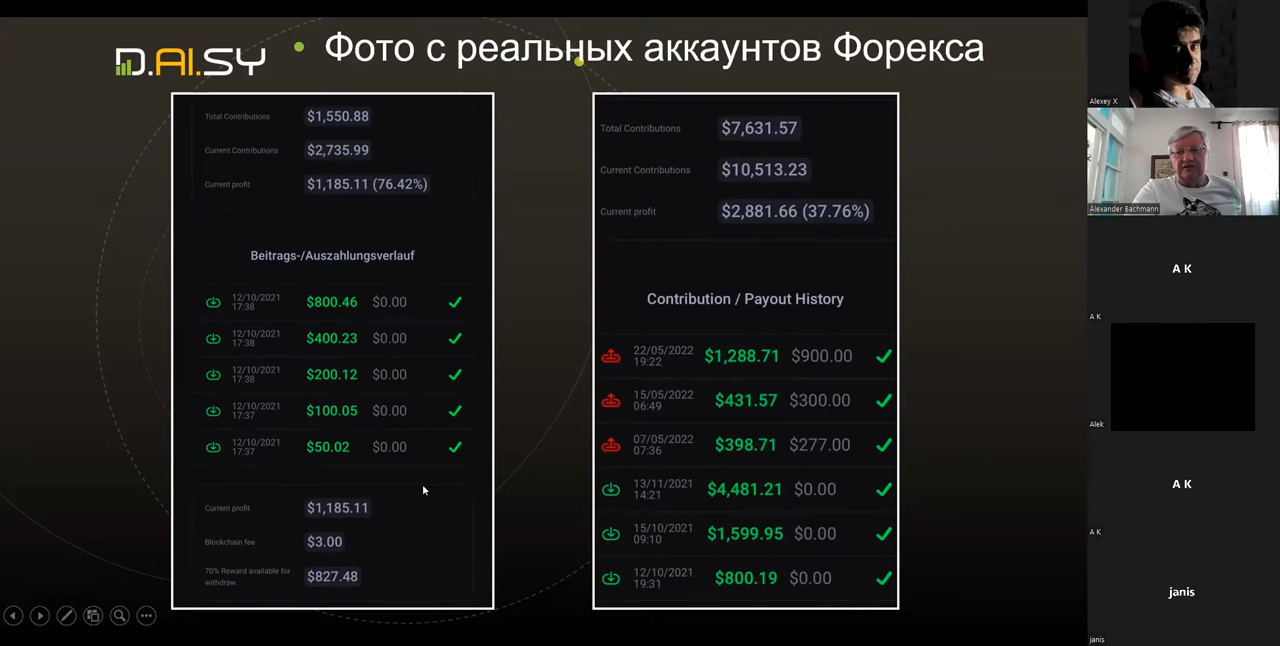 D.AI.SY
• Фото с реальных аккаунтов Форекса
Total Contributions $1,550.88
Current Contributions $2,735.99
Current profit $1,185.11 (76.42%)
Beitrags-/Auszahlungsverlauf
12/10/2021 17:38 $800.46 $0.00
12/10/2021 17:38 $400.23 $0.00
12/10/2021 17:38 $200.12 $0.00
12/10/2021 17:37 $100.05 $0.00
12/10/2021 17:37 $50.02 $0.00
Current profit $1,185.11
Blockchain fee $3.00
70% Reward available for
withdraw $827.48
Total Contributions $7,631.57
Current Contributions $10,513.23
Current profit $2,881.66 (37.76%)
Contribution / Payout History
22/05/2022 19:22 $1,288.71 $900.00
15/05/2022 06:49 $431.57 $300.00
07/05/2022 07:36 $398.71 $277.00
13/11/2021 14:21 $4,481.21 $0.00
15/10/2021 09:10 $1,599.95 $0.00
12/10/2021 19:31 $800.19 $0.00
Alexey X
Alexander Bachmann
A K
A K
Alek
A K
A K
janis
janis